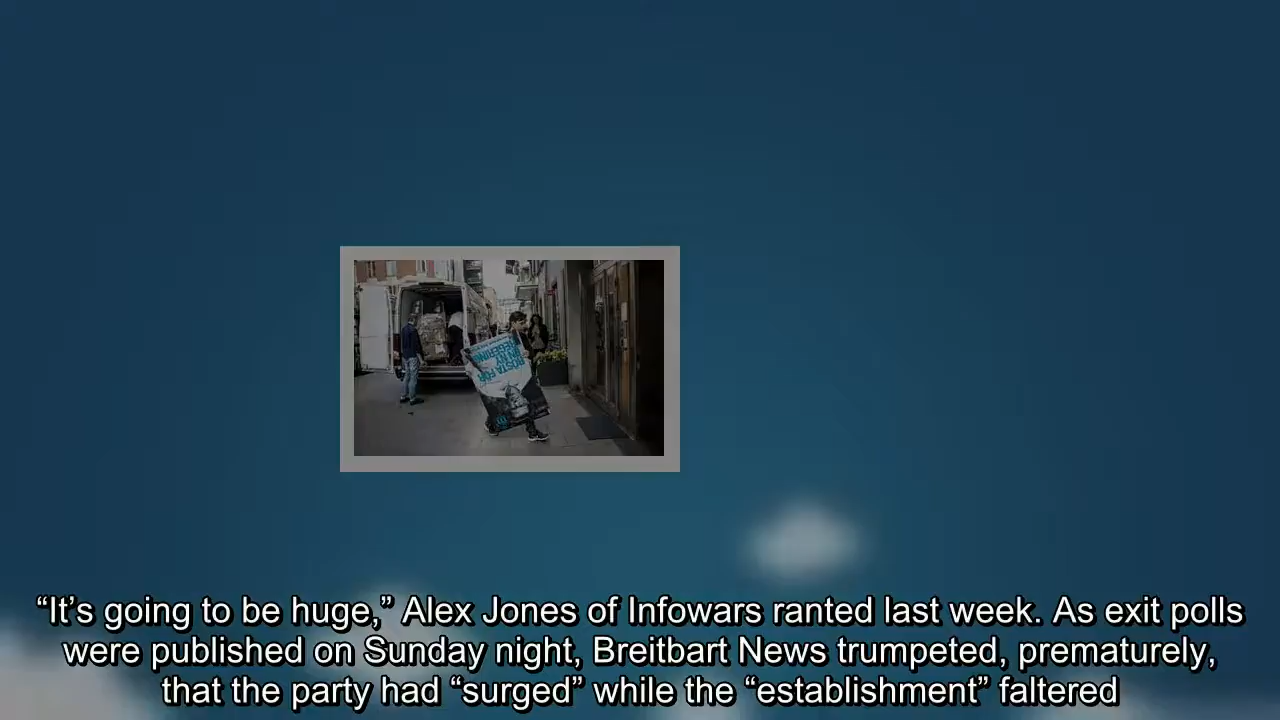 “It’s going to be huge,” Alex Jones of Infowars ranted last week. As exit polls
were published on Sunday night, Breitbart News trumpeted, prematurely,
that the party had “surged” while the “establishment” faltered